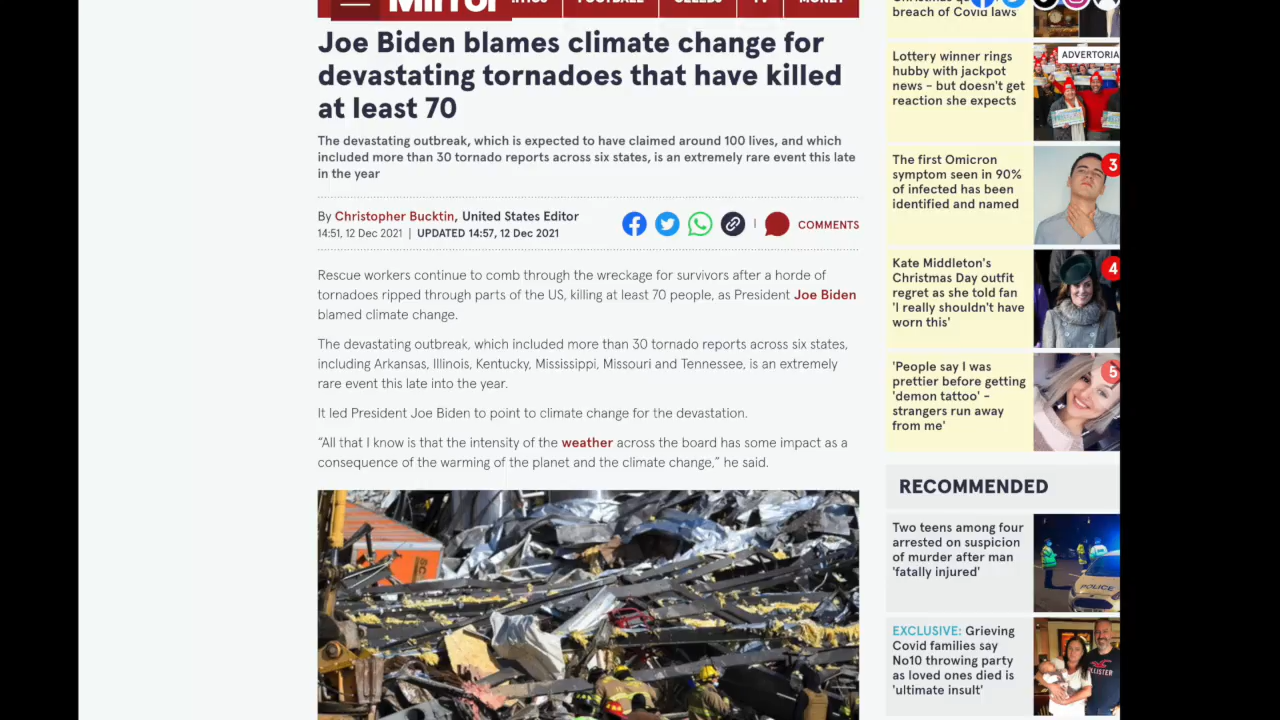 Mirror
FOOTBALL
CELEBS
TV
MONEY
Joe Biden blames climate change for
devastating tornadoes that have killed
at least 70
The devastating outbreak, which is expected to have claimed around 100 lives, and which
included more than 30 tornado reports across six states, is an extremely rare event this late
in the year
By Christopher Bucktin, United States Editor
14:51, 12 Dec 2021 | UPDATED 14:57, 12 Dec 2021
COMMENTS
Rescue workers continue to comb through the wreckage for survivors after a horde of
tornadoes ripped through parts of the US, killing at least 70 people, as President Joe Biden
blamed climate change.
The devastating outbreak, which included more than 30 tornado reports across six states,
including Arkansas, Illinois, Kentucky, Mississippi, Missouri and Tennessee, is an extremely
rare event this late into the year.
It led President Joe Biden to point to climate change for the devastation.
“All that I know is that the intensity of the weather across the board has some impact as a
consequence of the warming of the planet and the climate change,” he said.
breach of Covid laws
Lottery winner rings
hubby with jackpot
news – but doesn't get
reaction she expects
ADVERTORIA
The first Omicron
symptom seen in 90%
of infected has been
identified and named
3
Kate Middleton's
Christmas Day outfit
regret as she told fan
'I really shouldn't have
worn this'
4
'People say I was
prettier before getting
'demon tattoo' -
strangers run away
from me'
5
RECOMMENDED
Two teens among four
arrested on suspicion
of murder after man
'fatally injured'
POLICE
EXCLUSIVE: Grieving
Covid families say
No10 throwing party
as loved ones died is
'ultimate insult'
HOLLISTER